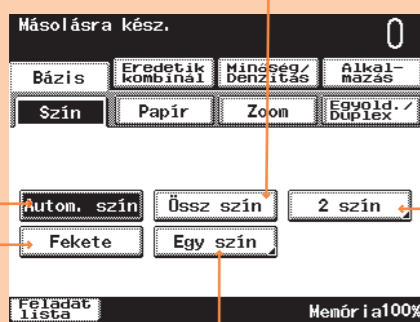 Másolásra kész. 0
Bázis Eredetik kombinál Minőség/ Denzitás Alkal- mazás
Szín Papír Zoom Egyold./ Duplex
Autom. szín Össz szín 2 szín
Fekete Egy szín
Feladat lista Memória100%